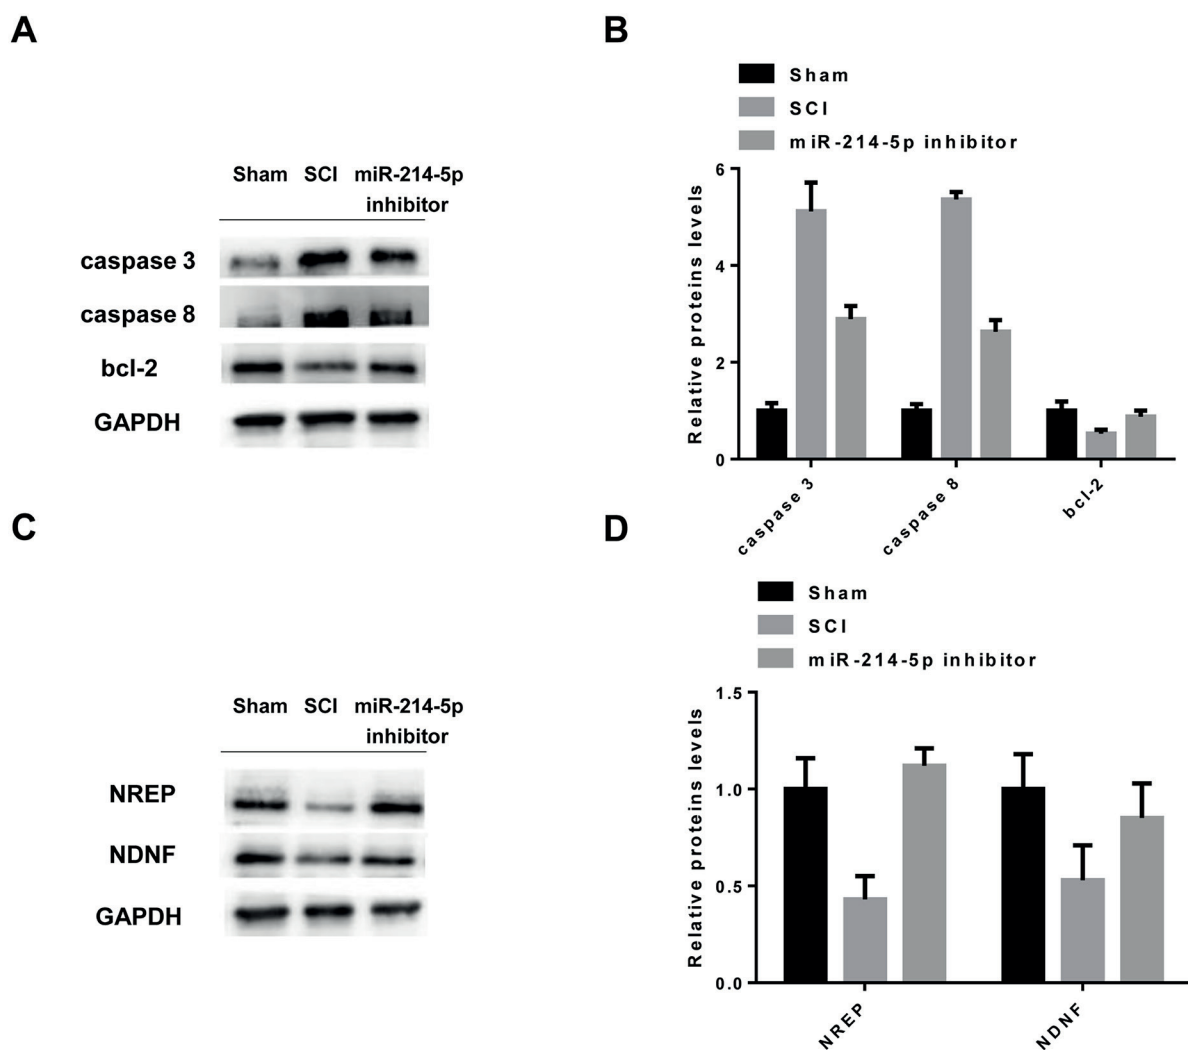 A
B
Sham
SCI
miR-214-5p inhibitor
Sham SCI miR-214-5p
inhibitor
caspase 3
caspase 8
bcl-2
GAPDH
Relative proteins levels
6
4
2
0
caspase 3
caspase 8
bcl-2
C
D
Sham
SCI
miR-214-5p inhibitor
Sham SCI miR-214-5p
inhibitor
NREP
NDNF
GAPDH
Relative proteins levels
1.5
1.0
0.5
0.0
NREP
NDNF